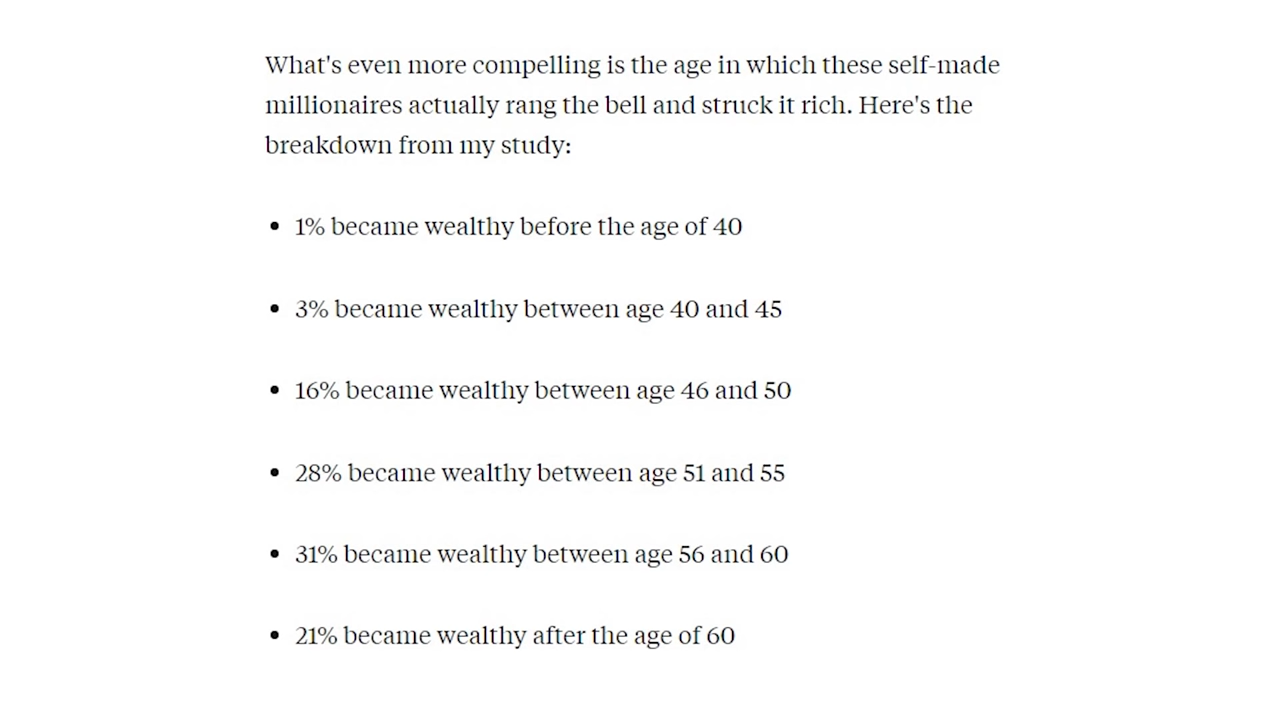 What's even more compelling is the age in which these self-made
millionaires actually rang the bell and struck it rich. Here's the
breakdown from my study:
• 1% became wealthy before the age of 40
• 3% became wealthy between age 40 and 45
• 16% became wealthy between age 46 and 50
• 28% became wealthy between age 51 and 55
• 31% became wealthy between age 56 and 60
• 21% became wealthy after the age of 60